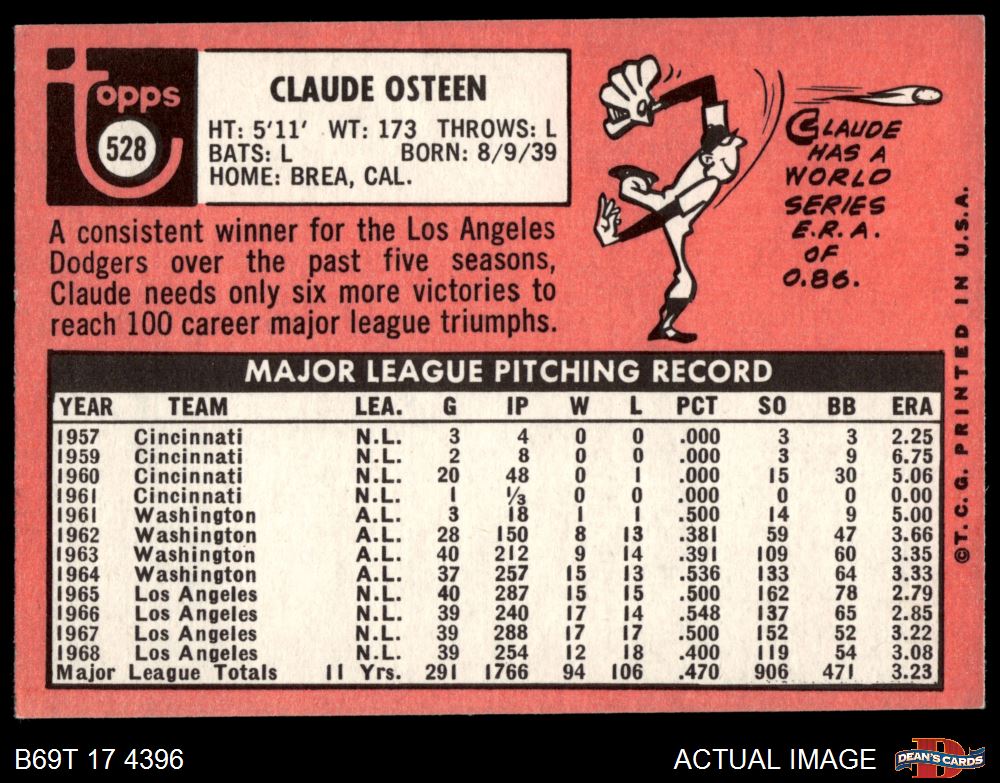 topps
528
CLAUDE OSTEEN
HT: 5'11' WT: 173 THROWS: L
BATS: L BORN: 8/9/39
HOME: BREA, CAL.
A consistent winner for the Los Angeles
Dodgers over the past five seasons,
Claude needs only six more victories to
reach 100 career major league triumphs.
CLAUDE
HAS A
WORLD
SERIES
E.R.A.
OF
0.86.
MAJOR LEAGUE PITCHING RECORD
YEAR TEAM LEA. G IP W L PCT SO BB ERA
1957 Cincinnati N.L. 3 4 0 0 .000 3 3 2.25
1959 Cincinnati N.L. 2 8 0 0 .000 3 9 6.75
1960 Cincinnati N.L. 20 48 0 1 .000 15 30 5.06
1961 Cincinnati N.L. 1 ⅓ 0 0 .000 0 0 0.00
1961 Washington A.L. 3 18 1 1 .500 14 9 5.00
1962 Washington A.L. 28 150 8 13 .381 59 47 3.66
1963 Washington A.L. 40 212 9 14 .391 109 60 3.35
1964 Washington A.L. 37 257 15 13 .536 133 64 3.33
1965 Los Angeles N.L. 40 287 15 15 .500 162 78 2.79
1966 Los Angeles N.L. 39 240 17 14 .548 137 65 2.85
1967 Los Angeles N.L. 39 288 17 17 .500 152 52 3.22
1968 Los Angeles N.L. 39 254 12 18 .400 119 54 3.08
Major League Totals 11 Yrs. 291 1766 94 106 .470 906 471 3.23
©T.C.G. PRINTED IN U.S.A.
B69T 17 4396
ACTUAL IMAGE
D
DEAN'S CARDS